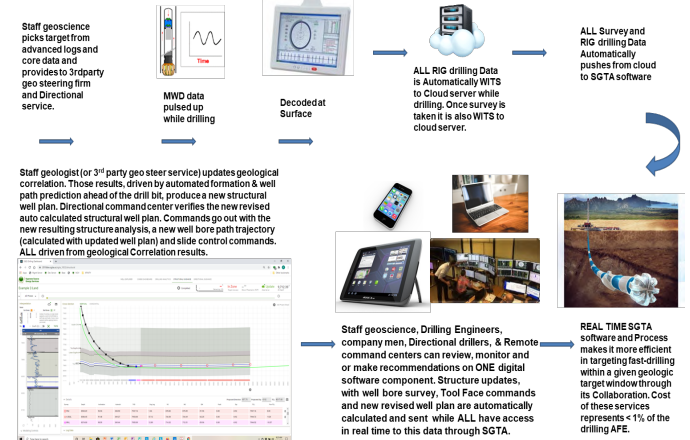 Staff geoscience
picks target from
advanced logs and
core data and
provides to 3rdparty
geo steering firm
and Directional
service.
Time
MWD data
pulsed up
while drilling
Decoded at
Surface
ALL RIG drilling Data
is Automatically WITS
to Cloud server while
drilling. Once survey is
taken it is also WITS to
cloud server.
ALL Survey and
RIG drilling Data
Automatically
pushes from cloud
to SGTA software
Staff geologist (or 3rd party geo steer service) updates geological
correlation. Those results, driven by automated formation & well
path prediction ahead of the drill bit, produce a new structural
well plan. Directional command center verifies the new revised
auto calculated structural well plan. Commands go out with the
new resulting structure analysis, a new well bore path trajectory
(calculated with updated well plan) and slide control commands.
ALL driven from geological Correlation results.
Staff geoscience, Drilling Engineers,
company men, Directional drillers, & Remote
command centers can review, monitor and
or make recommendations on ONE digital
software component. Structure updates,
with well bore survey, Tool Face commands
and new revised well plan are automatically
calculated and sent while ALL have access
in real time to this data through SGTA.
REAL TIME SGTA
software and Process
makes it more efficient
in targeting fast-drilling
within a given geologic
target window through
its Collaboration. Cost
of these services
represents < 1% of the
drilling AFE.